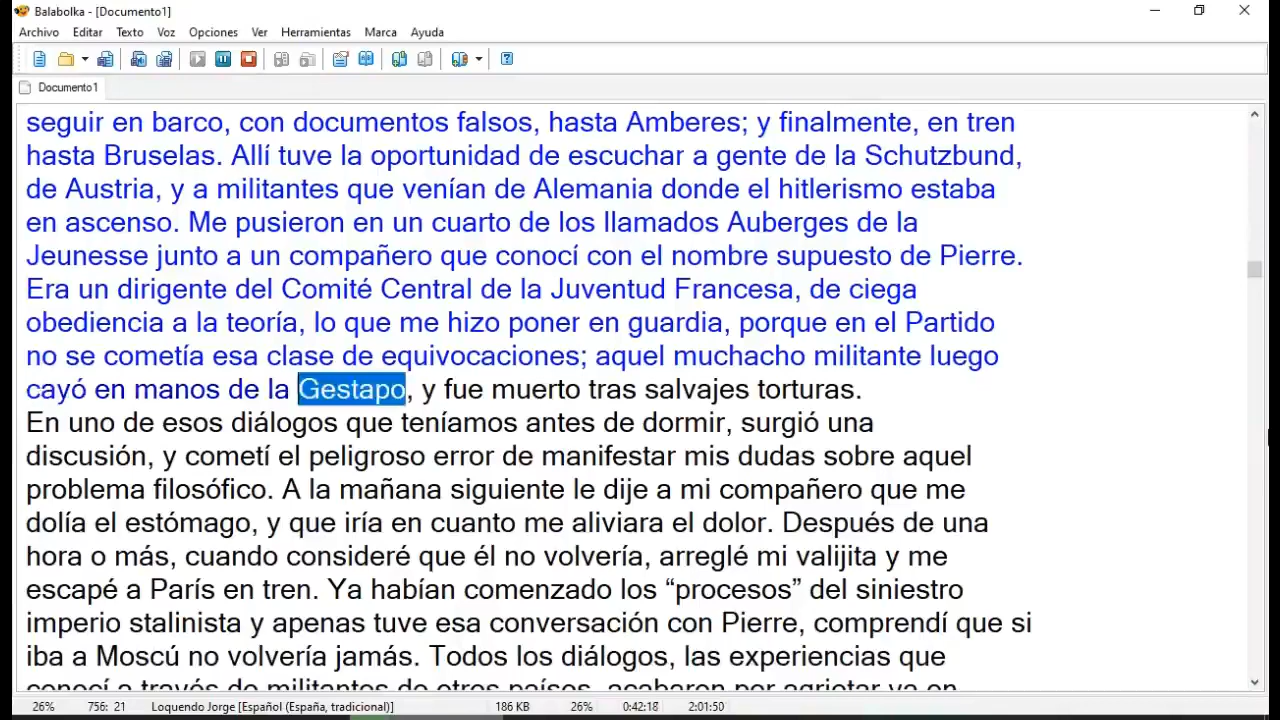 Balabolka - [Documento1]
Archivo Editar Texto Voz Opciones Ver Herramientas Marca Ayuda
Documento1
seguir en barco, con documentos falsos, hasta Amberes; y finalmente, en tren
hasta Bruselas. Allí tuve la oportunidad de escuchar a gente de la Schutzbund,
de Austria, y a militantes que venían de Alemania donde el hitlerismo estaba
en ascenso. Me pusieron en un cuarto de los llamados Auberges de la
Jeunesse junto a un compañero que conocí con el nombre supuesto de Pierre.
Era un dirigente del Comité Central de la Juventud Francesa, de ciega
obediencia a la teoría, lo que me hizo poner en guardia, porque en el Partido
no se cometía esa clase de equivocaciones; aquel muchacho militante luego
cayó en manos de la Gestapo, y fue muerto tras salvajes torturas.
En uno de esos diálogos que teníamos antes de dormir, surgió una
discusión, y cometí el peligroso error de manifestar mis dudas sobre aquel
problema filosófico. A la mañana siguiente le dije a mi compañero que me
dolía el estómago, y que iría en cuanto me aliviara el dolor. Después de una
hora o más, cuando consideré que él no volvería, arreglé mi valijita y me
escapé a París en tren. Ya habían comenzado los “procesos” del siniestro
imperio stalinista y apenas tuve esa conversación con Pierre, comprendí que si
iba a Moscú no volvería jamás. Todos los diálogos, las experiencias que
conocí a través de militantes de otros países, acabaron por agrietar ya en
26% 756: 21 Loquendo Jorge [Español (España, tradicional)] 186 KB 26% 0:42:18 2:01:50